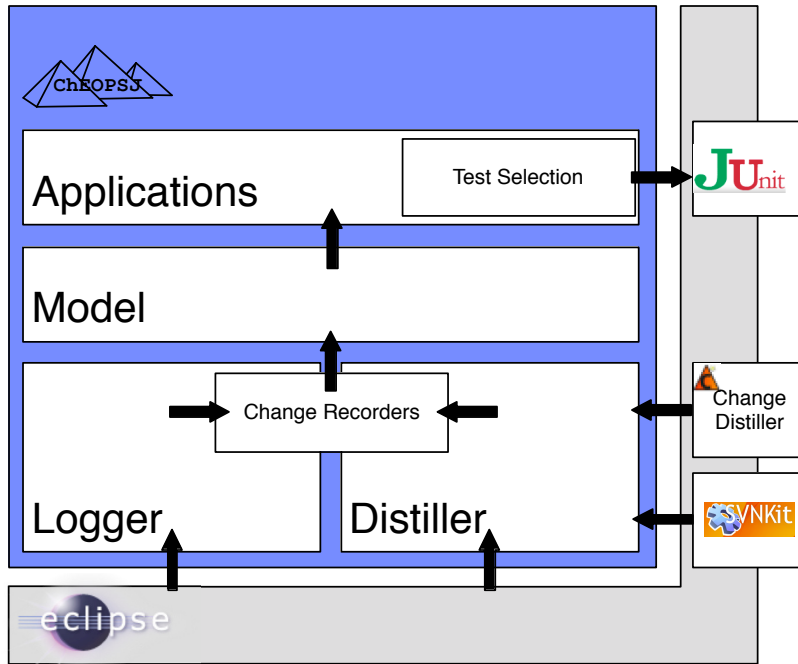 ChEOPSJ
Applications
Test Selection
JUnit
Model
Change Recorders
Change
Distiller
Logger
Distiller
SVNKit
eclipse